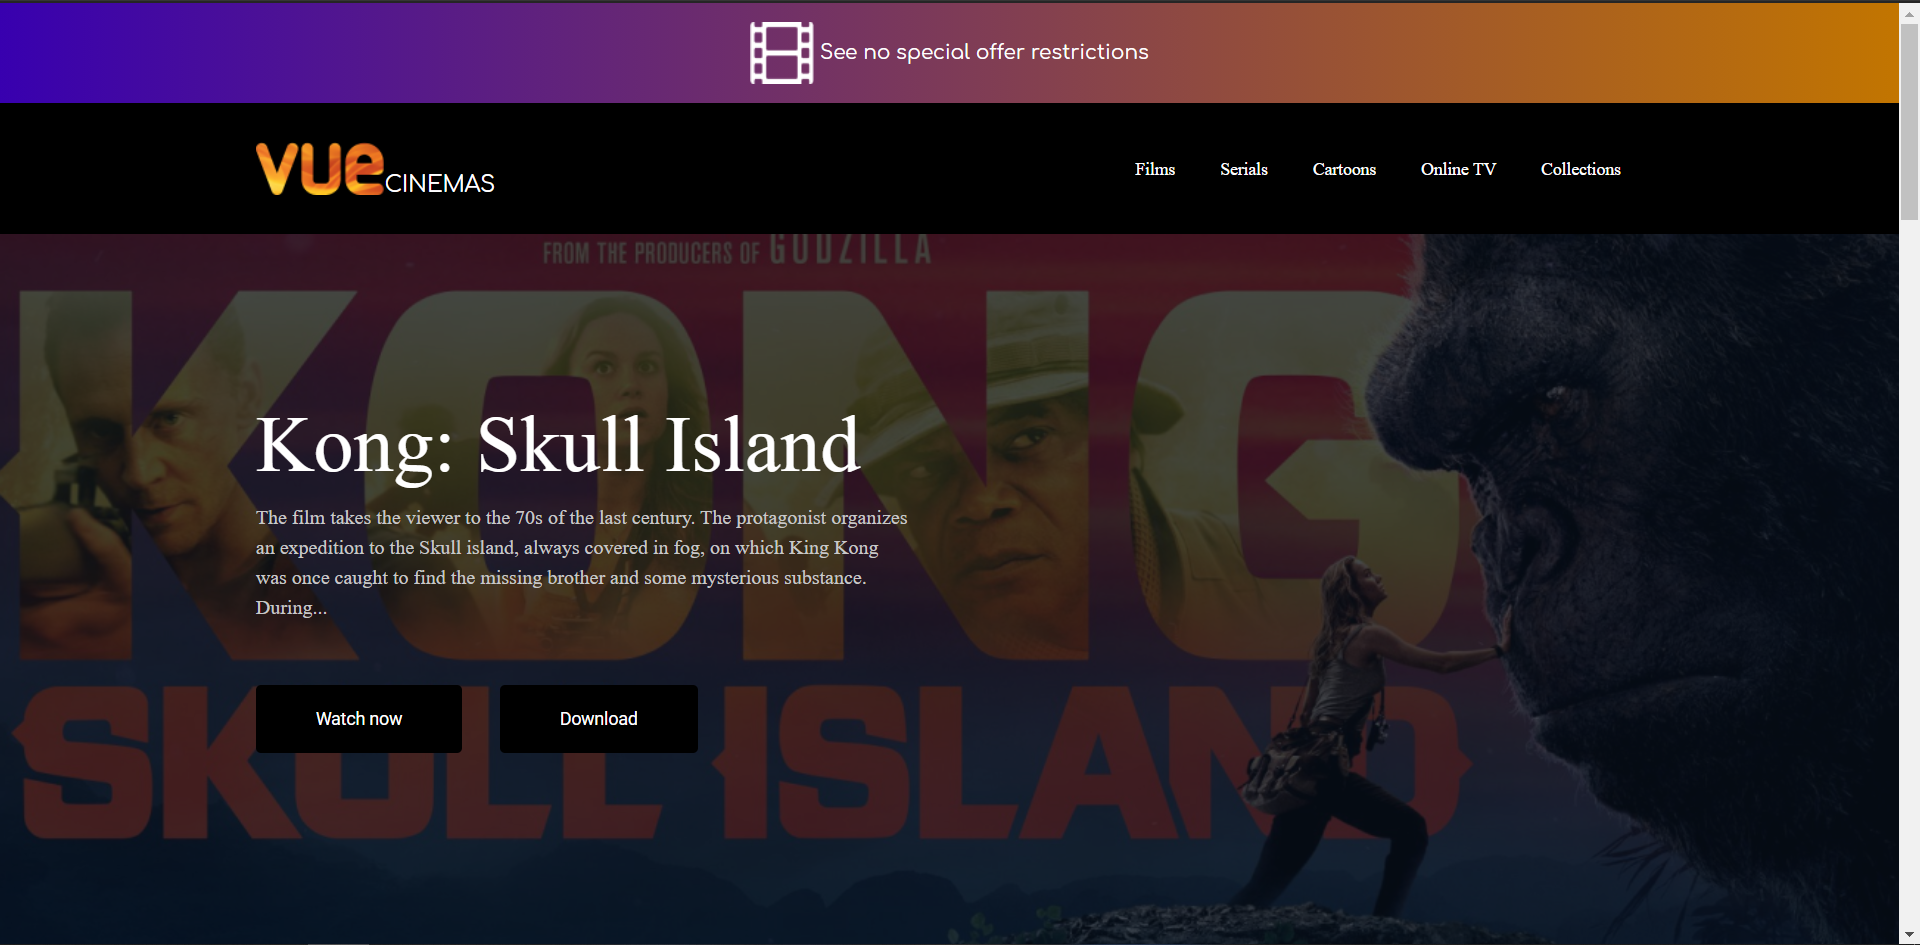 See no special offer restrictions
vue CINEMAS
Films Serials Cartoons Online TV Collections
FROM THE PRODUCERS OF GODZILLA
KONG
Kong: Skull Island
The film takes the viewer to the 70s of the last century. The protagonist organizes
an expedition to the Skull island, always covered in fog, on which King Kong
was once caught to find the missing brother and some mysterious substance.
During...
Watch now Download
SKULL ISLAND